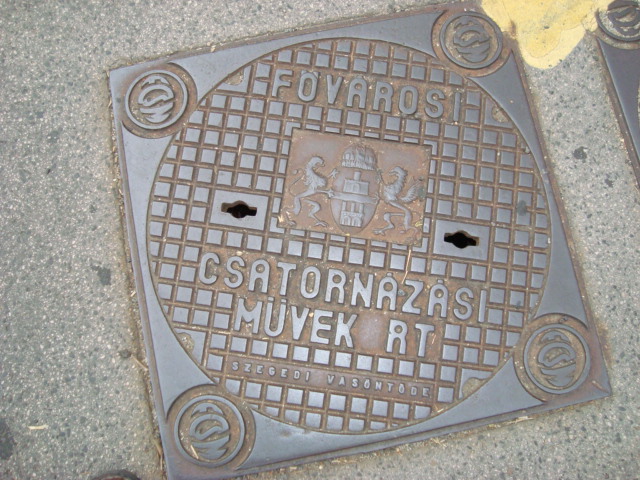 FŐVÁROSI
CSATORNÁZÁSI
MŰVEK RT
SZEGEDI VASÖNTÖDE